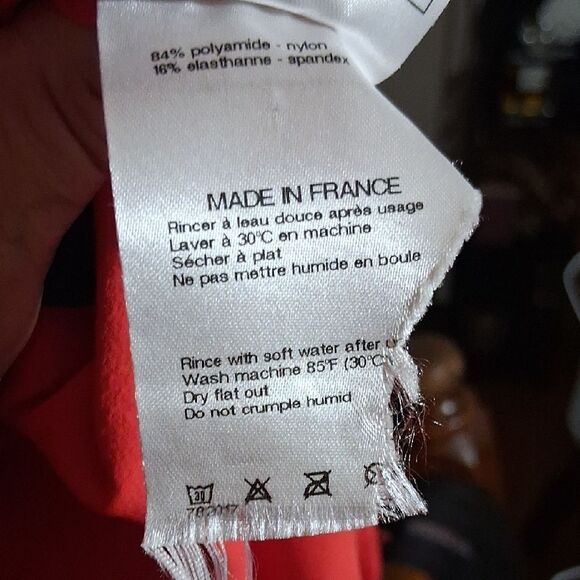 84% polyamide - nylon
16% elasthanne - spandex
MADE IN FRANCE
Rincer à leau douce après usage
Laver à 30°C en machine
Sécher à plat
Ne pas mettre humide en boule
Rinse with soft water after
Wash machine 85°F (30°C
Dry flat out
Do not crumple humid
30